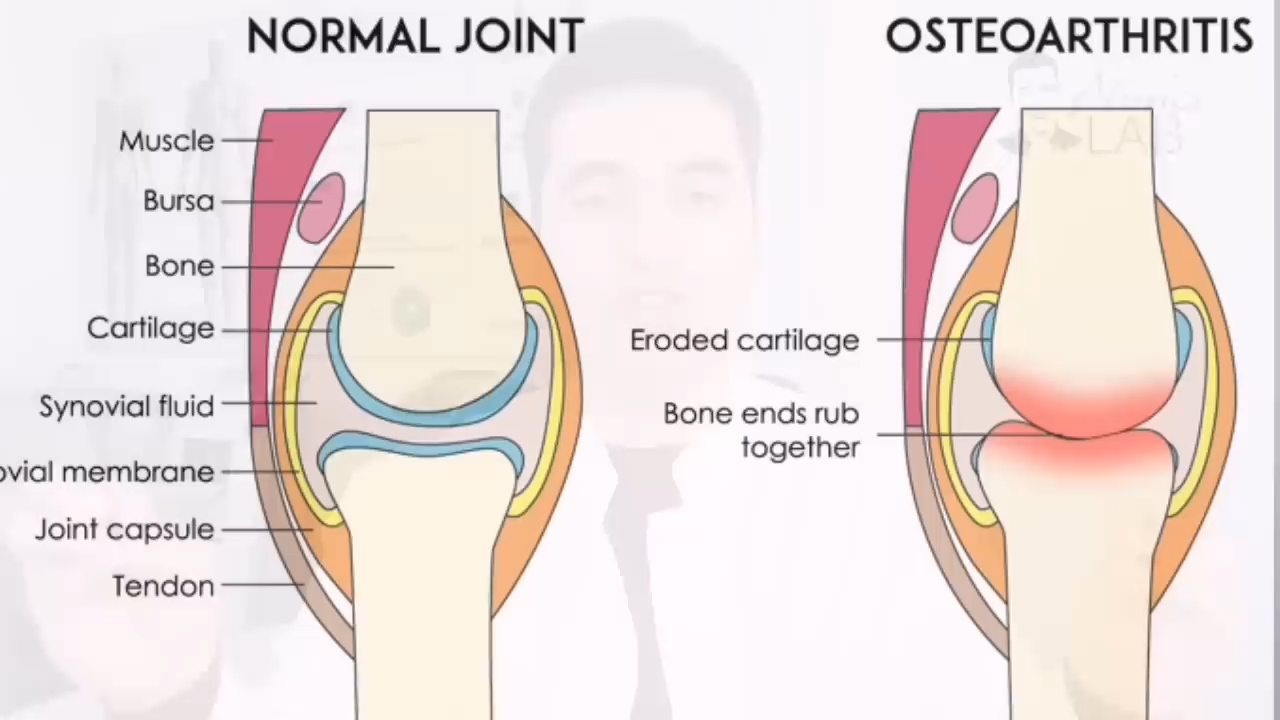 NORMAL JOINT
Muscle
Bursa
Bone
Cartilage
Synovial fluid
ovial membrane
Joint capsule
Tendon
OSTEOARTHRITIS
LAB
Eroded cartilage
Bone ends rub
together